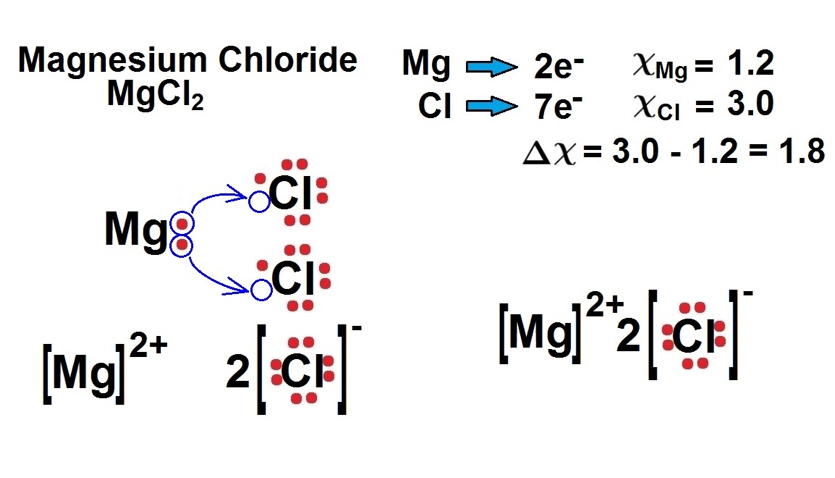 Magnesium Chloride
MgCl₂
Mg 2e⁻ χMg = 1.2
Cl 7e⁻ χCl = 3.0
Δχ = 3.0 - 1.2 = 1.8
Cl
Mg
Cl
[Mg]²⁺ 2[Cl]⁻
[Mg]²⁺ 2[Cl]⁻